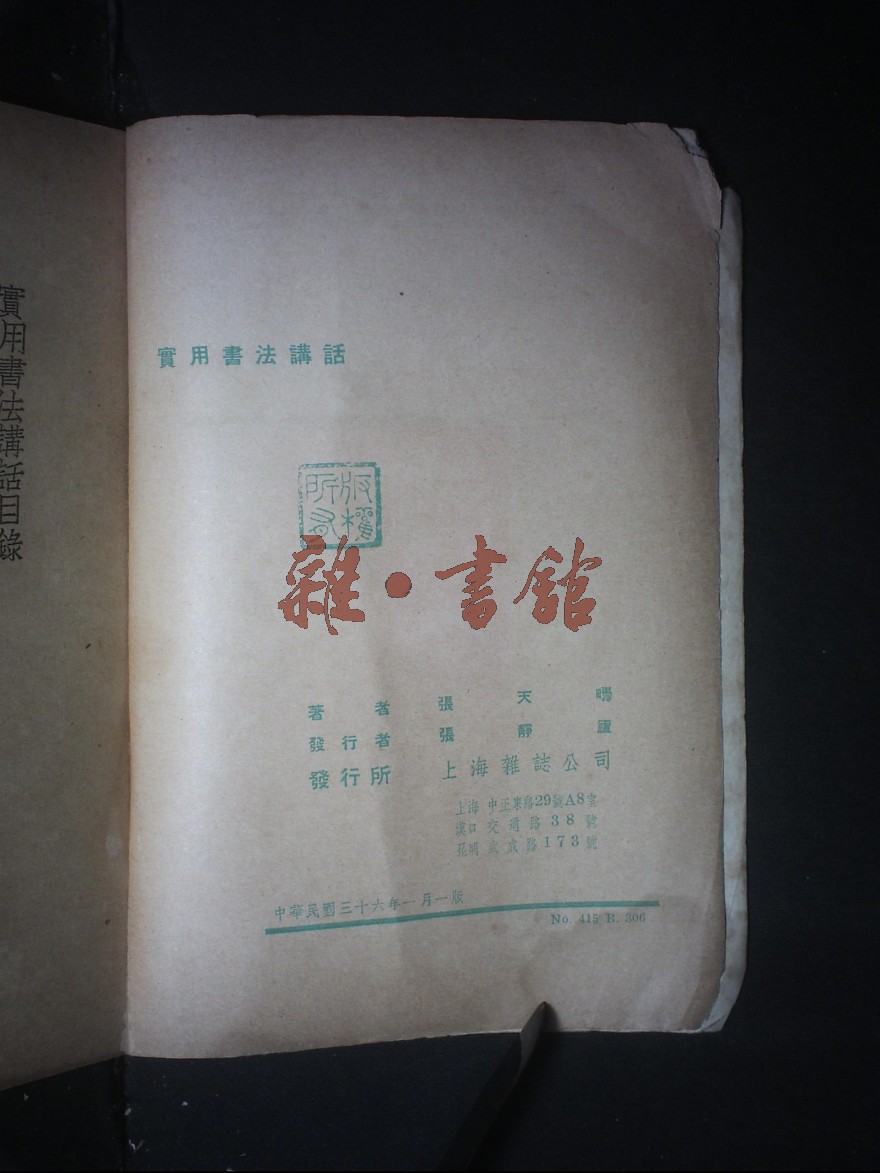 實用書法講話目錄
實用書法講話
版權
所有
雜·書館
著者 張天疇
發行者 張靜廬
發行所 上海雜誌公司
上海 中正東路29號A8室
漢口 交通路38號
昆明 武成路173號
中華民國三十六年一月一版
No. 415 B. 306